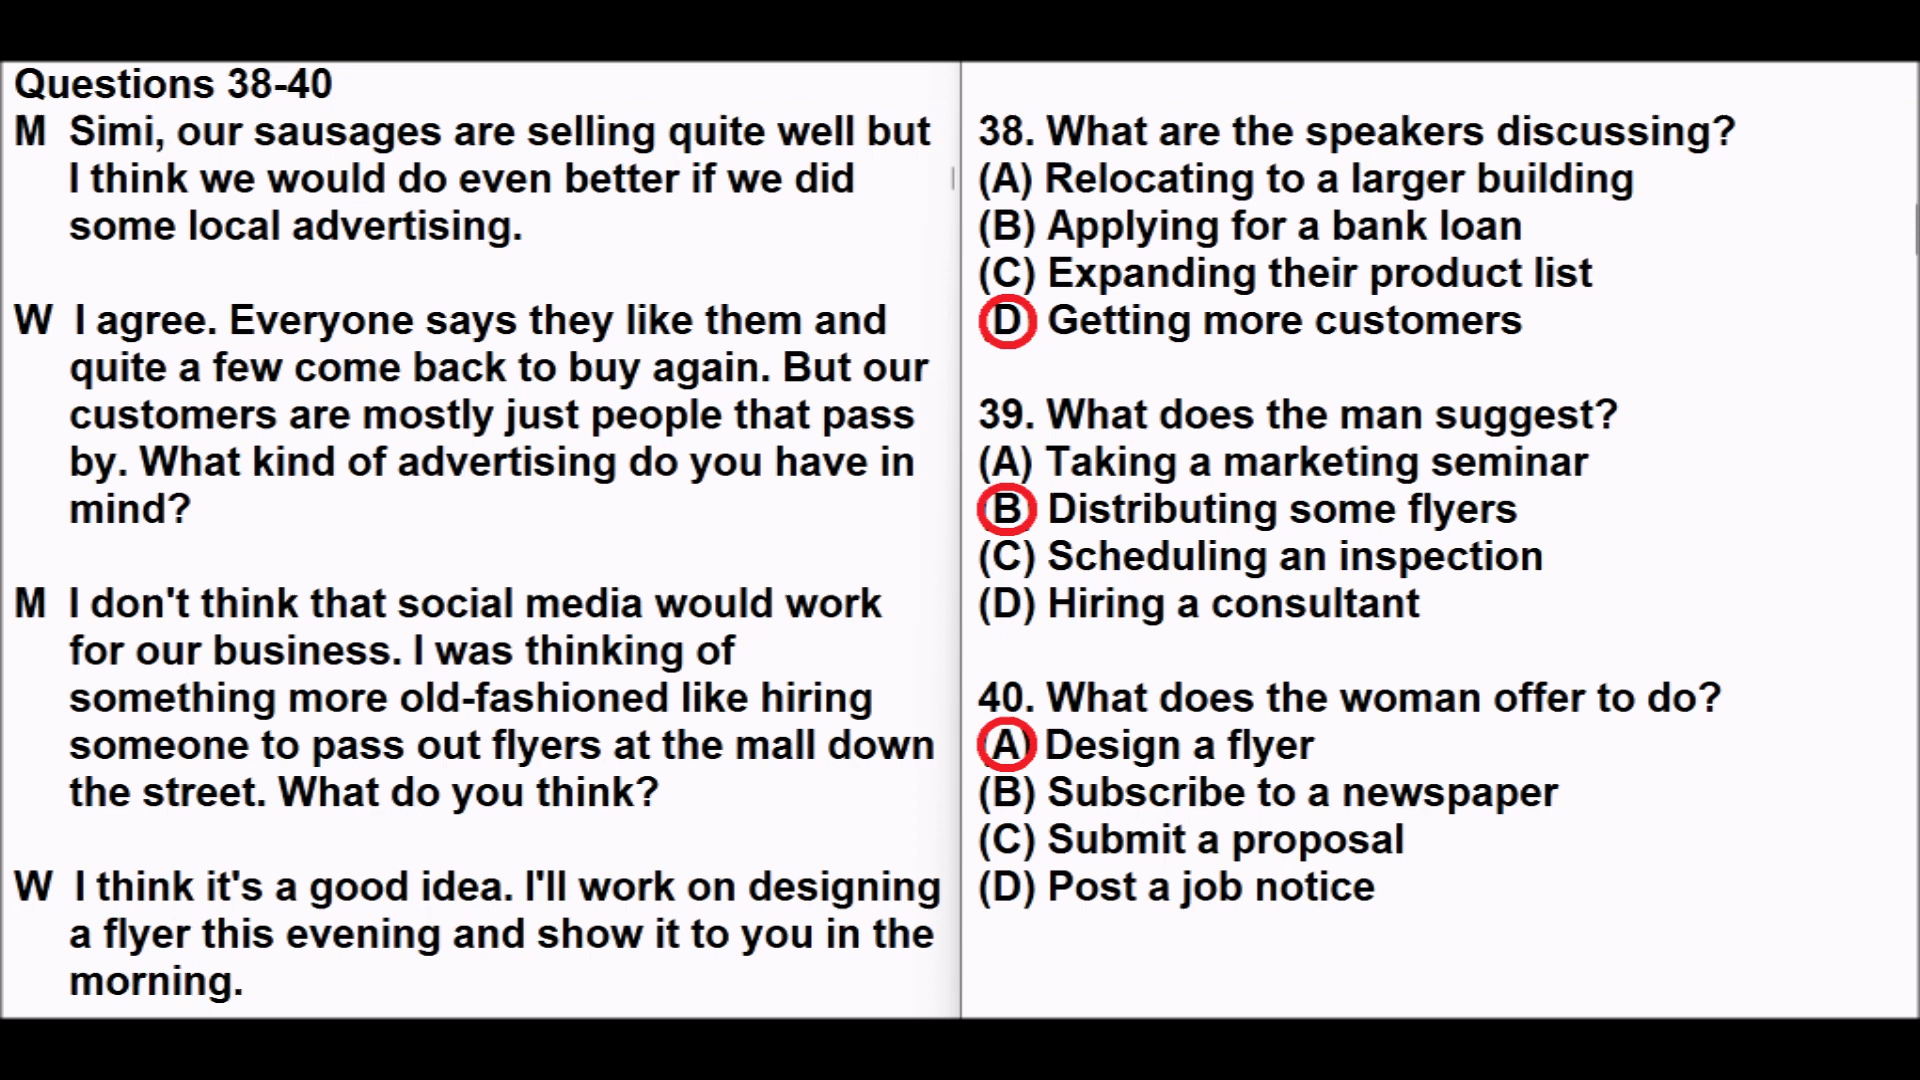 Questions 38-40
M Simi, our sausages are selling quite well but
I think we would do even better if we did
some local advertising.
W I agree. Everyone says they like them and
quite a few come back to buy again. But our
customers are mostly just people that pass
by. What kind of advertising do you have in
mind?
M I don't think that social media would work
for our business. I was thinking of
something more old-fashioned like hiring
someone to pass out flyers at the mall down
the street. What do you think?
W I think it's a good idea. I'll work on designing
a flyer this evening and show it to you in the
morning.
38. What are the speakers discussing?
(A) Relocating to a larger building
(B) Applying for a bank loan
(C) Expanding their product list
(D) Getting more customers
39. What does the man suggest?
(A) Taking a marketing seminar
(B) Distributing some flyers
(C) Scheduling an inspection
(D) Hiring a consultant
40. What does the woman offer to do?
(A) Design a flyer
(B) Subscribe to a newspaper
(C) Submit a proposal
(D) Post a job notice